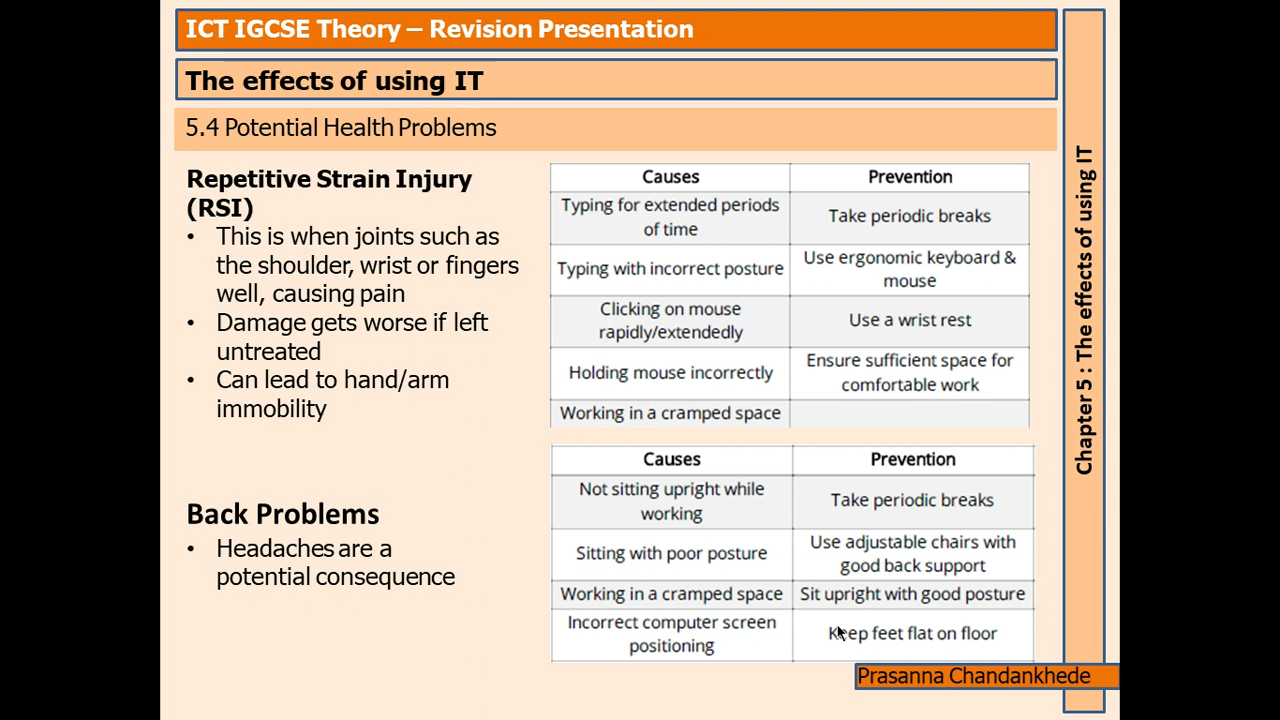 ICT IGCSE Theory – Revision Presentation
The effects of using IT
5.4 Potential Health Problems
Repetitive Strain Injury
(RSI)
• This is when joints such as
the shoulder, wrist or fingers
well, causing pain
• Damage gets worse if left
untreated
• Can lead to hand/arm
immobility
Causes Prevention
Typing for extended periods
of time
Take periodic breaks
Typing with incorrect posture
Use ergonomic keyboard &
mouse
Clicking on mouse
rapidly/extendedly
Use a wrist rest
Holding mouse incorrectly
Ensure sufficient space for
comfortable work
Working in a cramped space
Back Problems
• Headaches are a
potential consequence
Causes Prevention
Not sitting upright while
working
Take periodic breaks
Sitting with poor posture
Use adjustable chairs with
good back support
Working in a cramped space Sit upright with good posture
Incorrect computer screen
positioning
Keep feet flat on floor
Prasanna Chandankhede
Chapter 5 : The effects of using IT